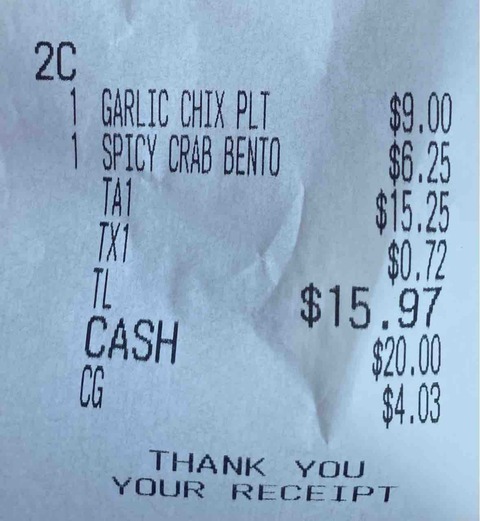 2C
1 GARLIC CHIX PLT $9.00
1 SPICY CRAB BENTO $6.25
TA1 $15.25
TX1 $0.72
TL $15.97
CASH $20.00
CG $4.03
THANK YOU
YOUR RECEIPT